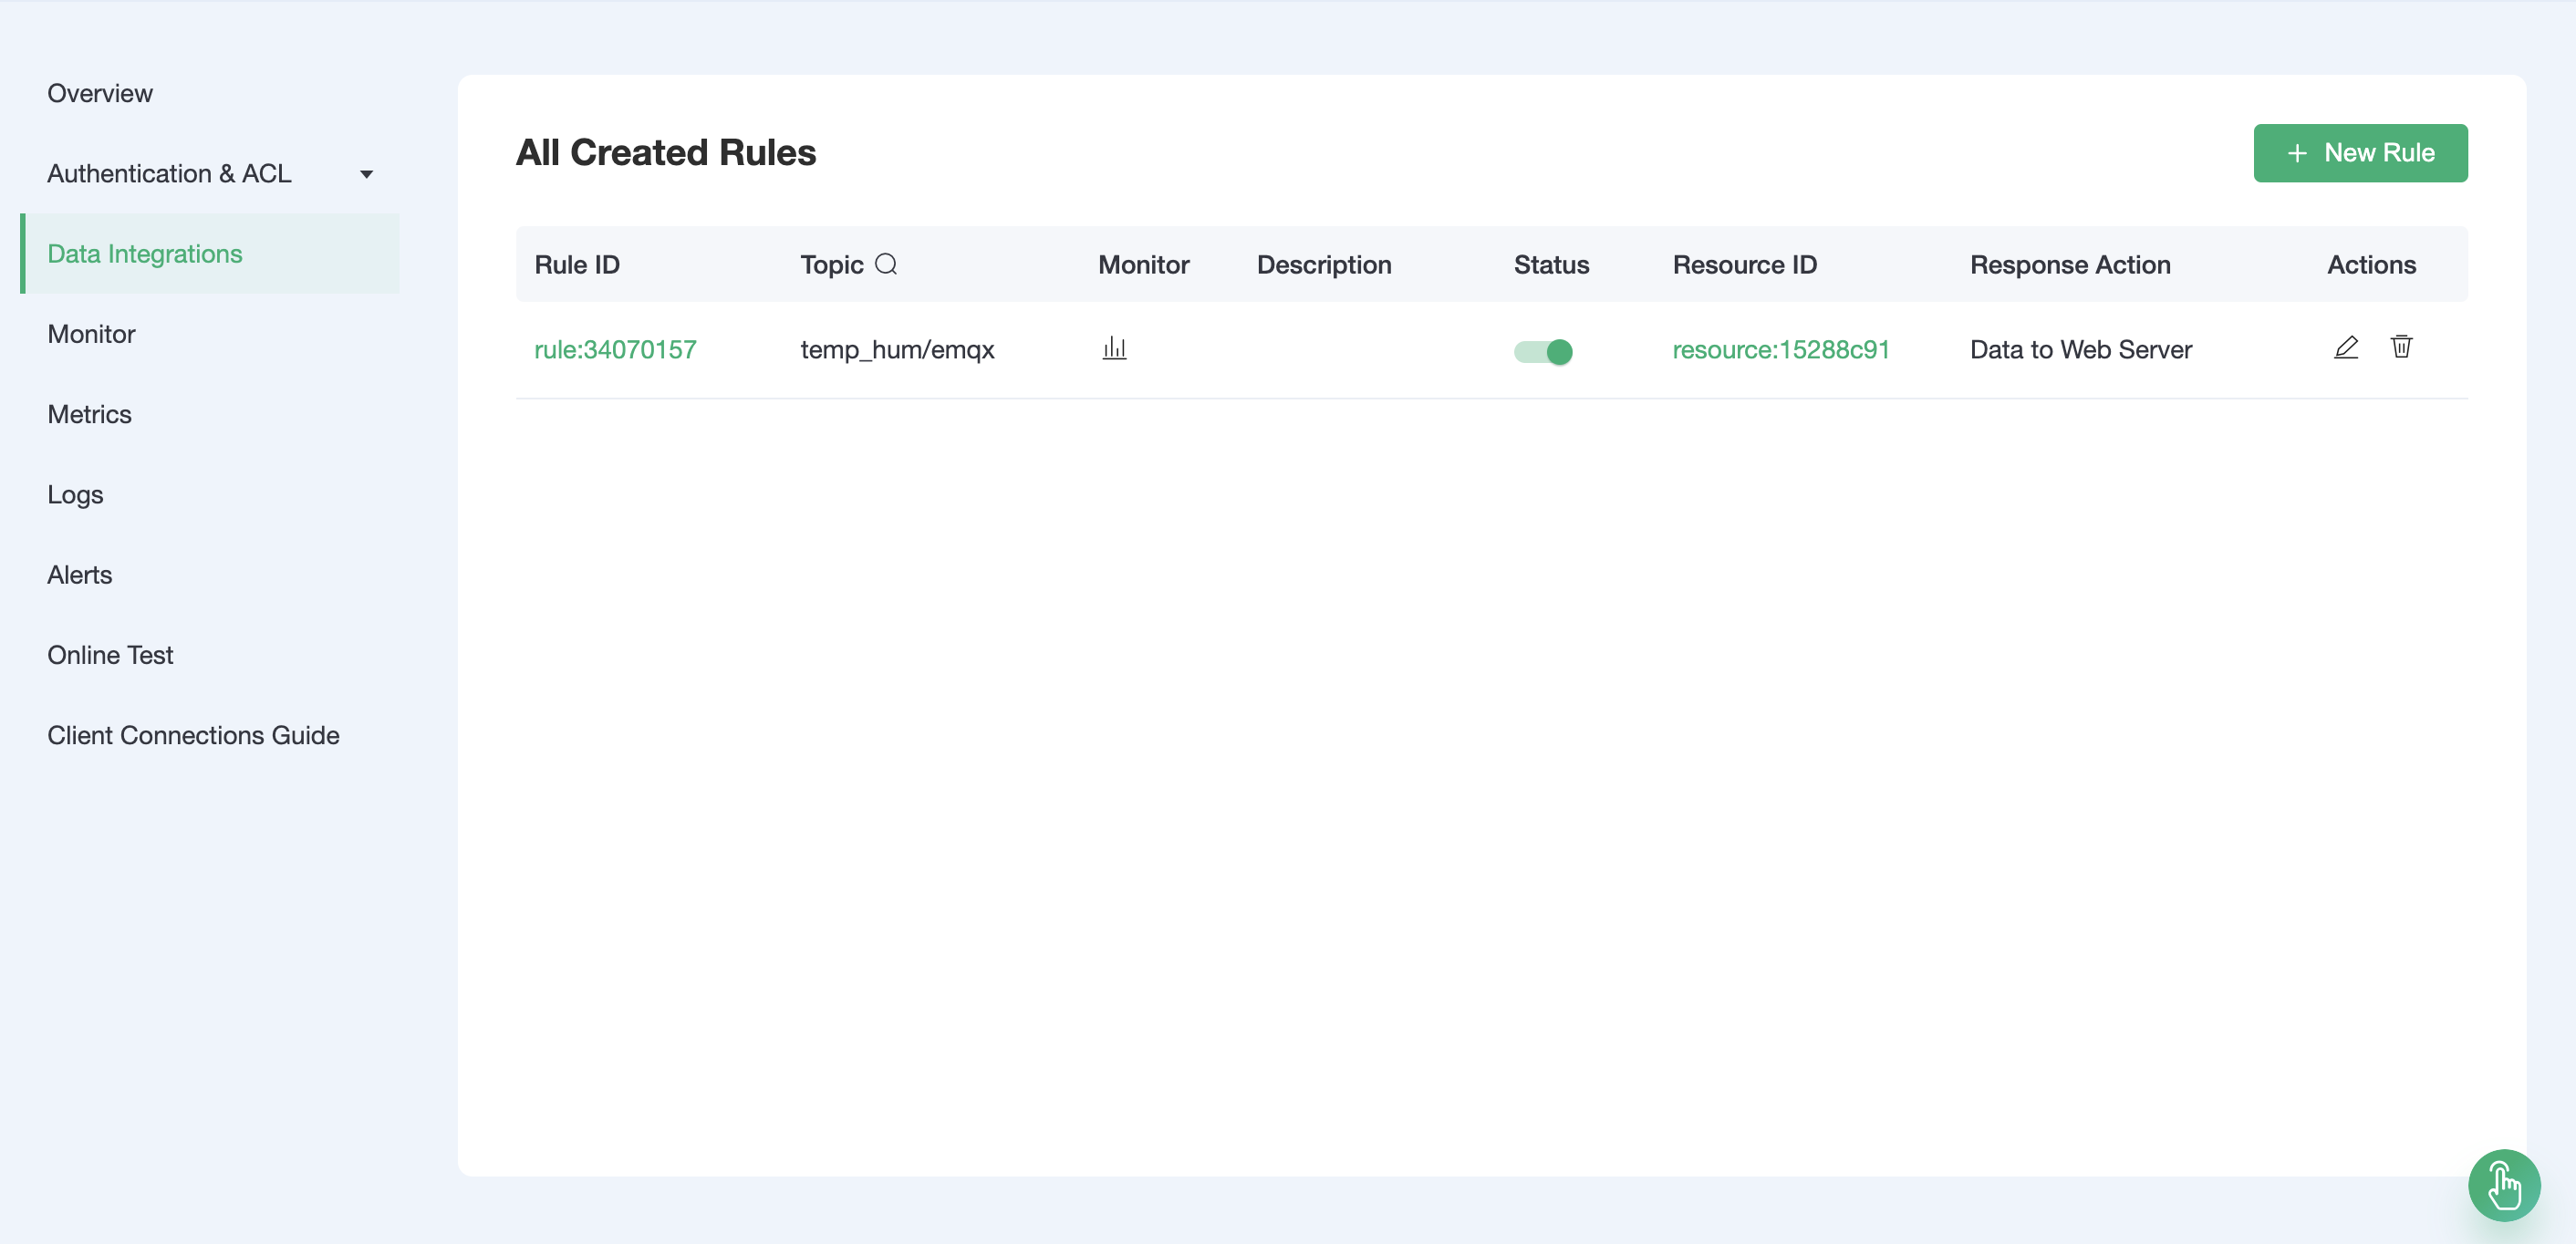 Overview
Authentication & ACL
Data Integrations
Monitor
Metrics
Logs
Alerts
Online Test
Client Connections Guide
All Created Rules
+ New Rule
Rule ID Topic Monitor Description Status Resource ID Response Action Actions
rule:34070157 temp_hum/emqx resource:15288c91 Data to Web Server